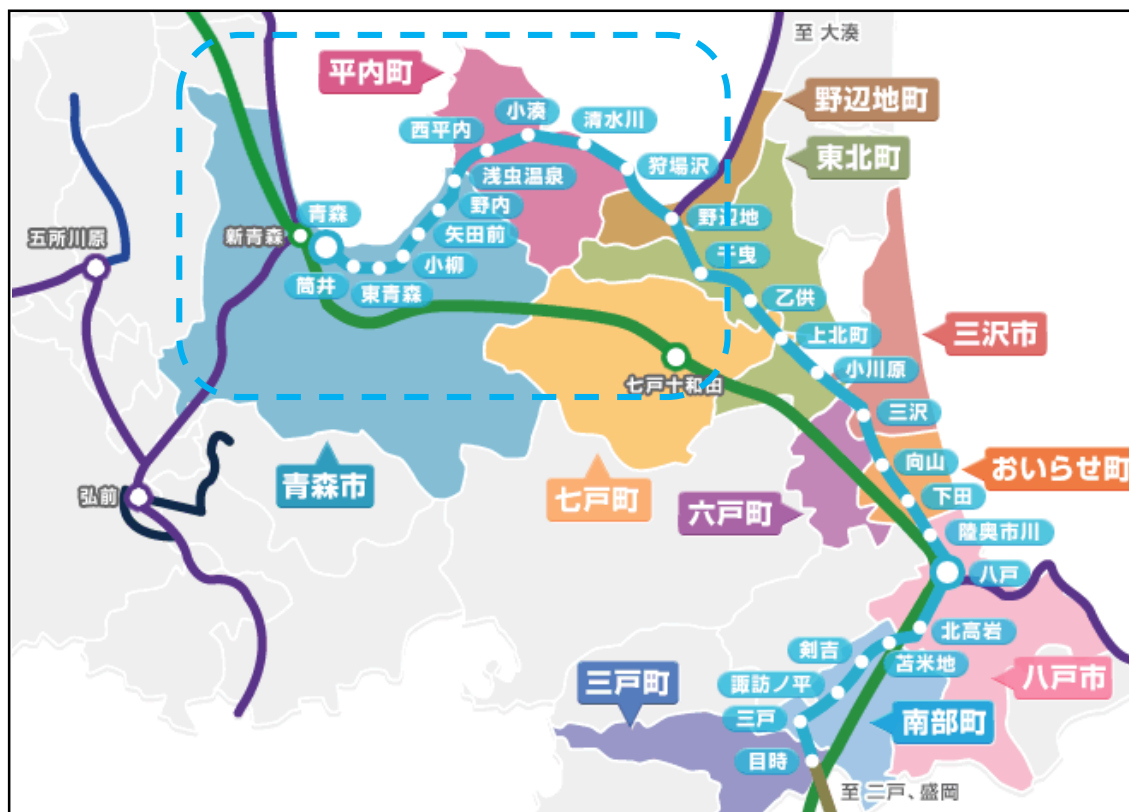 至 大湊
平内町
野辺地町
小湊
清水川
西平内
東北町
狩場沢
浅虫温泉
野内
青森
野辺地
新青森
矢田前
五所川原
千曳
小柳
筒井
東青森
乙供
上北町
三沢市
小川原
七戸十和田
三沢
向山
おいらせ町
青森市
弘前
七戸町
下田
六戸町
陸奥市川
八戸
北高岩
剣吉
苫米地
三戸町
諏訪ノ平
八戸市
三戸
南部町
目時
至 二戸、盛岡